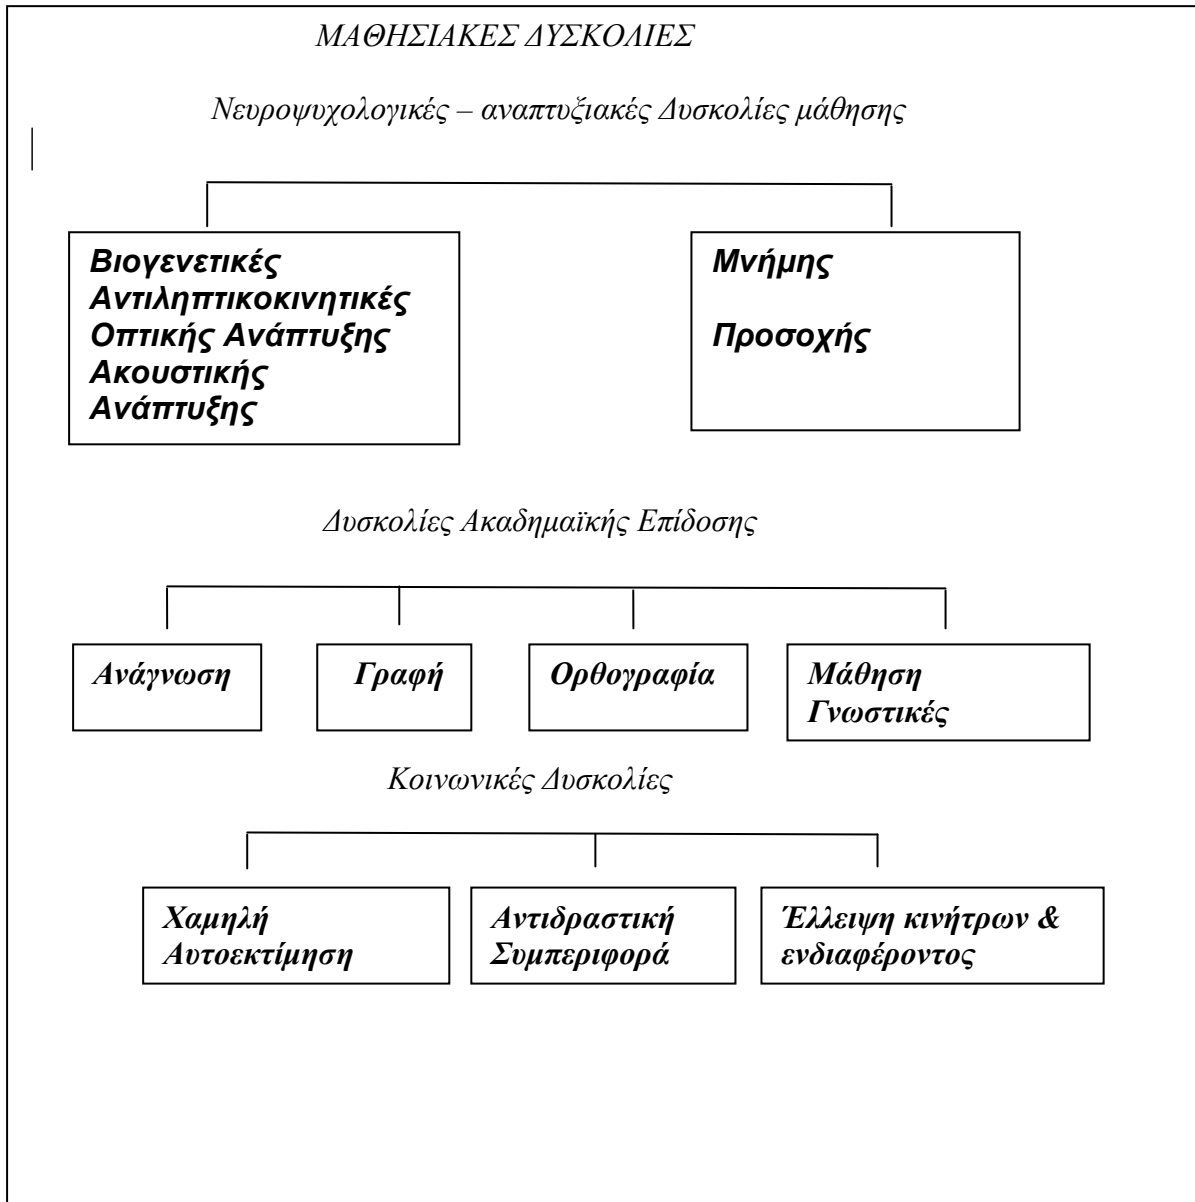 ΜΑΘΗΣΙΑΚΕΣ ΔΥΣΚΟΛΙΕΣ
Νευροψυχολογικές – αναπτυξιακές Δυσκολίες μάθησης
Βιογενετικές
Αντιληπτικοκινητικές
Οπτικής Ανάπτυξης
Ακουστικής
Ανάπτυξης
Μνήμης
Προσοχής
Δυσκολίες Ακαδημαϊκής Επίδοσης
Ανάγνωση
Γραφή
Ορθογραφία
Μάθηση
Γνωστικές
Κοινωνικές Δυσκολίες
Χαμηλή
Αυτοεκτίμηση
Αντιδραστική
Συμπεριφορά
Έλλειψη κινήτρων &
ενδιαφέροντος